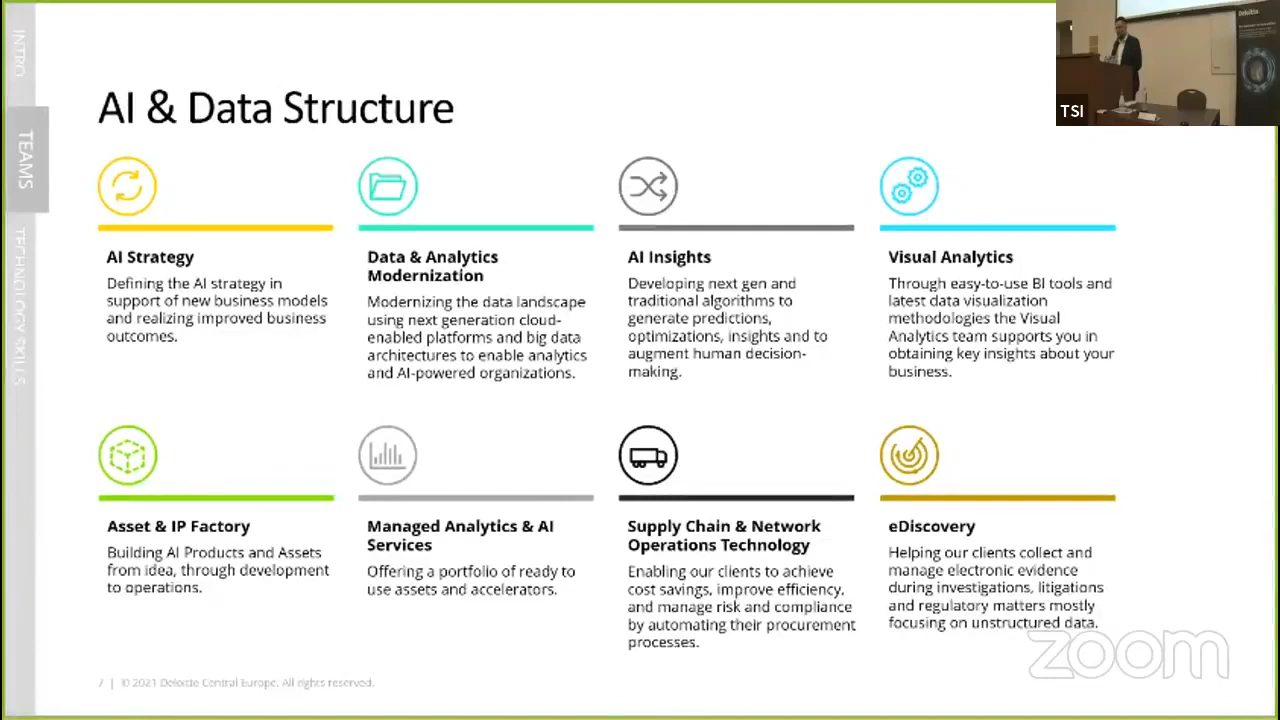 INTRO
TEAMS
TECHNOLOGY SKILLS
AI & Data Structure
AI Strategy
Defining the AI strategy in
support of new business models
and realizing improved business
outcomes.
Data & Analytics
Modernization
Modernizing the data landscape
using next generation cloud-
enabled platforms and big data
architectures to enable analytics
and AI-powered organizations.
AI Insights
Developing next gen and
traditional algorithms to
generate predictions,
optimizations, insights and to
augment human decision-
making.
Visual Analytics
Through easy-to-use BI tools and
latest data visualization
methodologies the Visual
Analytics team supports you in
obtaining key insights about your
business.
Asset & IP Factory
Building AI Products and Assets
from idea, through development
to operations.
Managed Analytics & AI
Services
Offering a portfolio of ready to
use assets and accelerators.
Supply Chain & Network
Operations Technology
Enabling our clients to achieve
cost savings, improve efficiency,
and manage risk and compliance
by automating their procurement
processes.
eDiscovery
Helping our clients collect and
manage electronic evidence
during investigations, litigations
and regulatory matters mostly
focusing on unstructured data.
7 | © 2021 Deloitte Central Europe. All rights reserved.
zoom
TSI
Deloitte